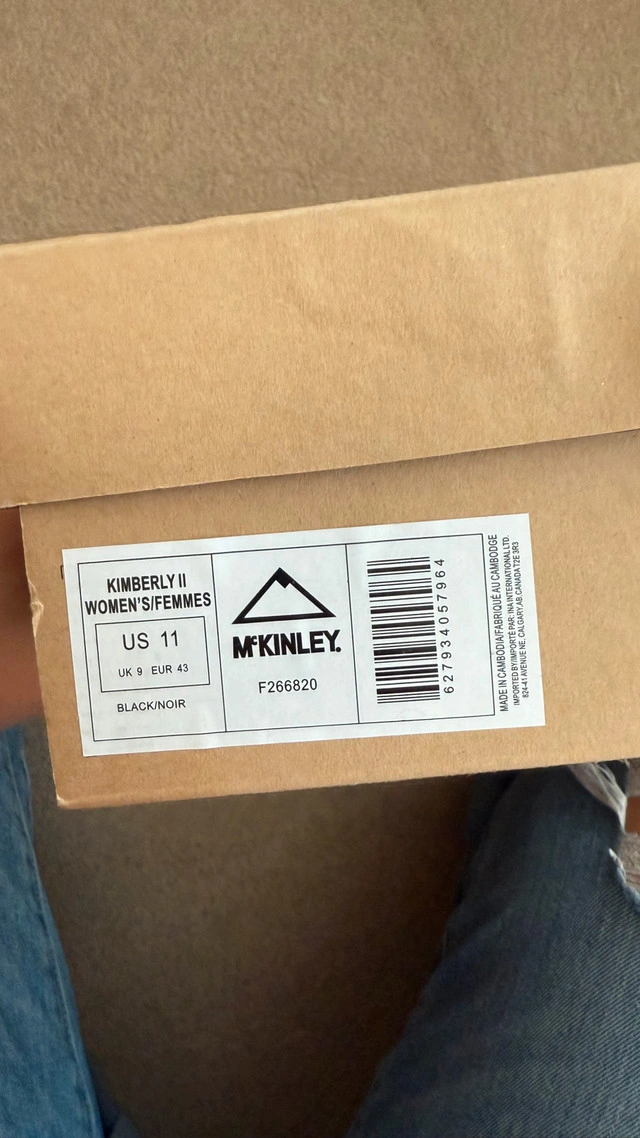 KIMBERLY II
WOMEN'S/FEMMES
US 11
UK 9 EUR 43
BLACK/NOIR
McKINLEY.
F266820
627934057964
MADE IN CAMBODIA/FABRIQUÉ AU CAMBODGE
IMPORTED BY/IMPORTÉ PAR: INA INTERNATIONAL LTD.
824-41 AVENUE NE. CALGARY,AB.CANADA T2E 3R3